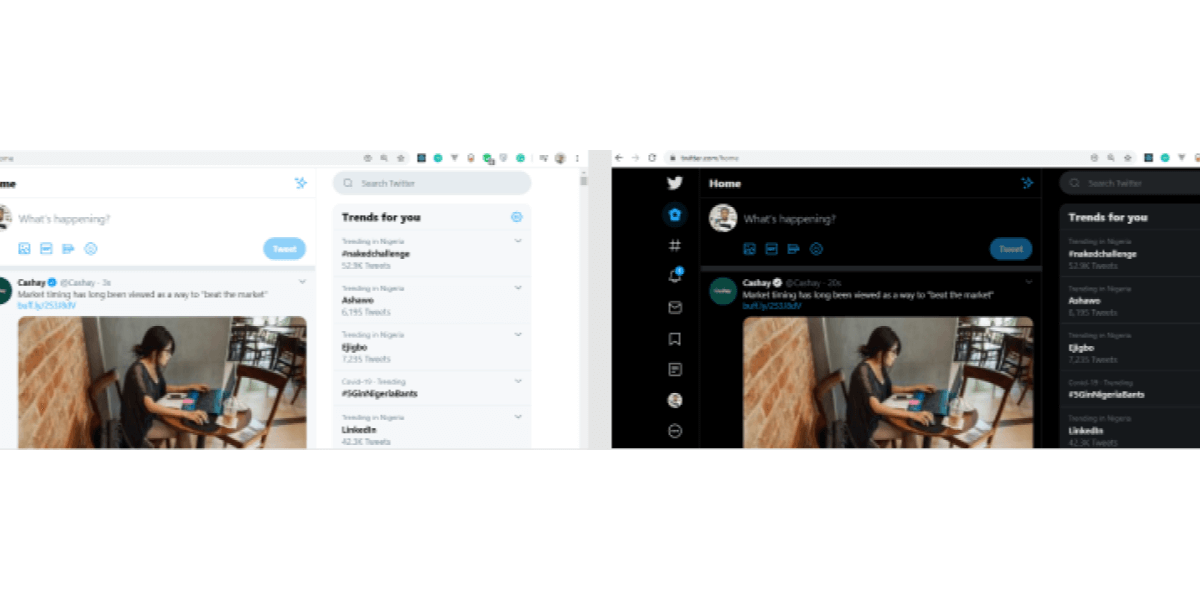 ome
me
Search Twitter
What's happening?
Tweet
Cashay @Cashay · 3s
Market timing has long been viewed as a way to "beat the market"
Trends for you
Trending in Nigeria
#nakedchallenge
52.9K Tweets
Trending in Nigeria
Ashawo
6,195 Tweets
Trending in Nigeria
Ejigbo
7,235 Tweets
Covid-19 · Trending
#5GinNigeriaBants
Trending in Nigeria
LinkedIn
42.3K Tweets
twitter.com/home
Home
Search Twitter
What's happening?
Tweet
Cashay @Cashay · 20s
Market timing has long been viewed as a way to "beat the market"
Trends for you
Trending in Nigeria
#nakedchallenge
52.9K Tweets
Trending in Nigeria
Ashawo
6,195 Tweets
Trending in Nigeria
Ejigbo
7,235 Tweets
Covid-19 · Trending
#5GinNigeriaBants
Trending in Nigeria
LinkedIn
42.3K Tweets